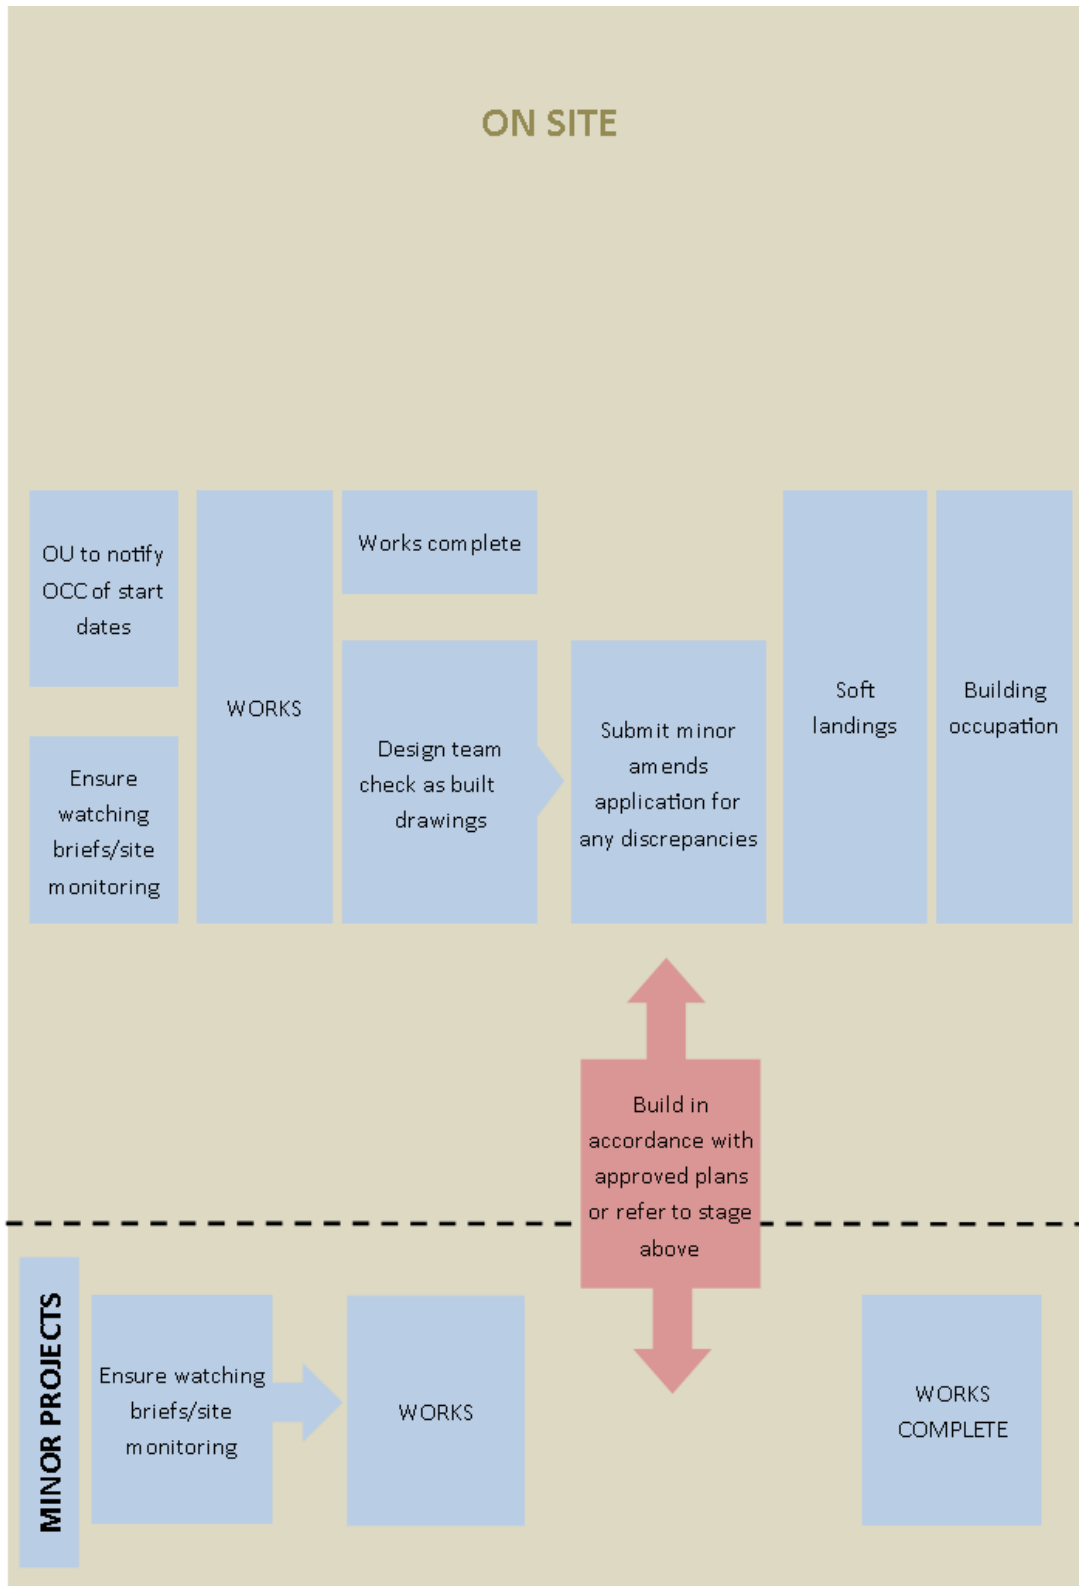 ON SITE
OU to notify
OCC of start
dates
Ensure
watching
briefs/site
monitoring
WORKS
Works complete
Design team
check as built
drawings
Submit minor
amends
application for
any discrepancies
Soft
landings
Building
occupation
Build in
accordance with
approved plans
or refer to stage
above
MINOR PROJECTS
Ensure watching
briefs/site
monitoring
WORKS
WORKS
COMPLETE